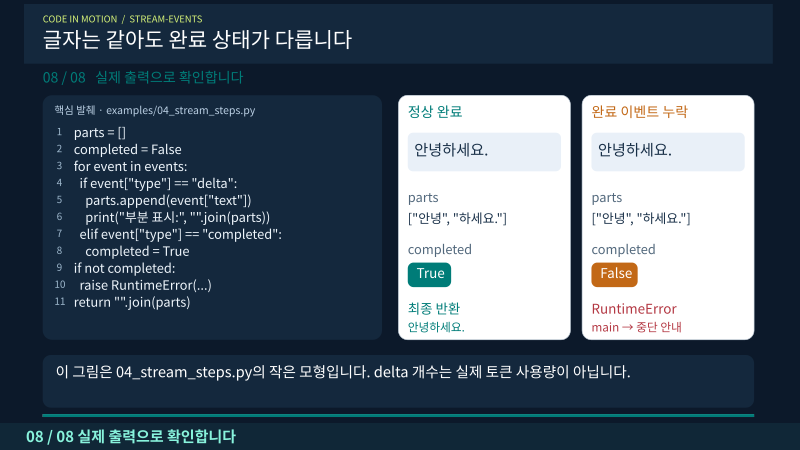 CODE IN MOTION / STREAM-EVENTS
글자는 같아도 완료 상태가 다릅니다
08 / 08 실제 출력으로 확인합니다
핵심 발췌 · examples/04_stream_steps.py
1 parts = []
2 completed = False
3 for event in events:
4 if event["type"] == "delta":
5 parts.append(event["text"])
6 print("부분 표시:", "".join(parts))
7 elif event["type"] == "completed":
8 completed = True
9 if not completed:
10 raise RuntimeError(...)
11 return "".join(parts)
정상 완료
안녕하세요.
parts
["안녕", "하세요."]
completed
True
최종 반환
안녕하세요.
완료 이벤트 누락
안녕하세요.
parts
["안녕", "하세요."]
completed
False
RuntimeError
main → 중단 안내
이 그림은 04_stream_steps.py의 작은 모형입니다. delta 개수는 실제 토큰 사용량이 아닙니다.
08 / 08 실제 출력으로 확인합니다